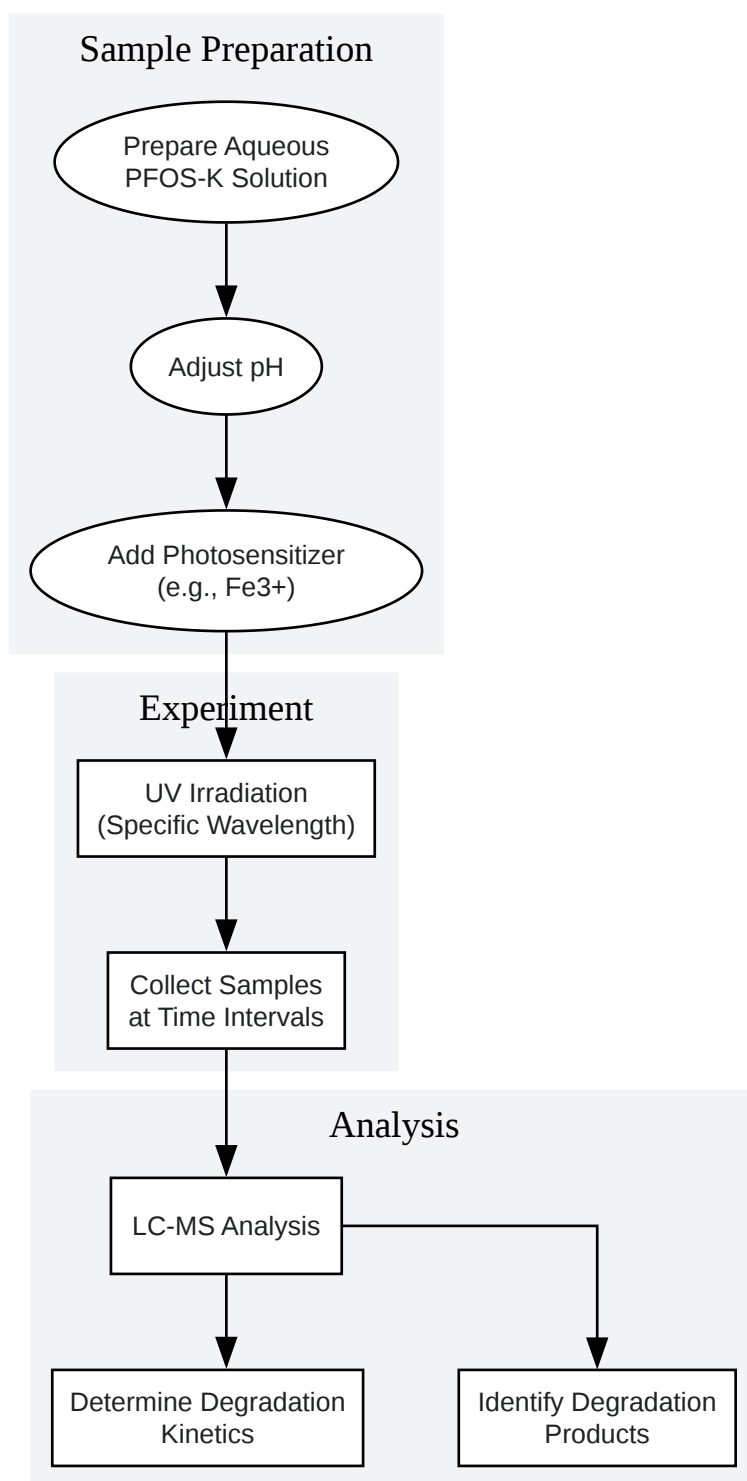 Sample Preparation
Prepare Aqueous
PFOS-K Solution
Adjust pH
Add Photosensitizer
(e.g., Fe3+)
Experiment
UV Irradiation
(Specific Wavelength)
Collect Samples
at Time Intervals
Analysis
LC-MS Analysis
Determine Degradation
Kinetics
Identify Degradation
Products